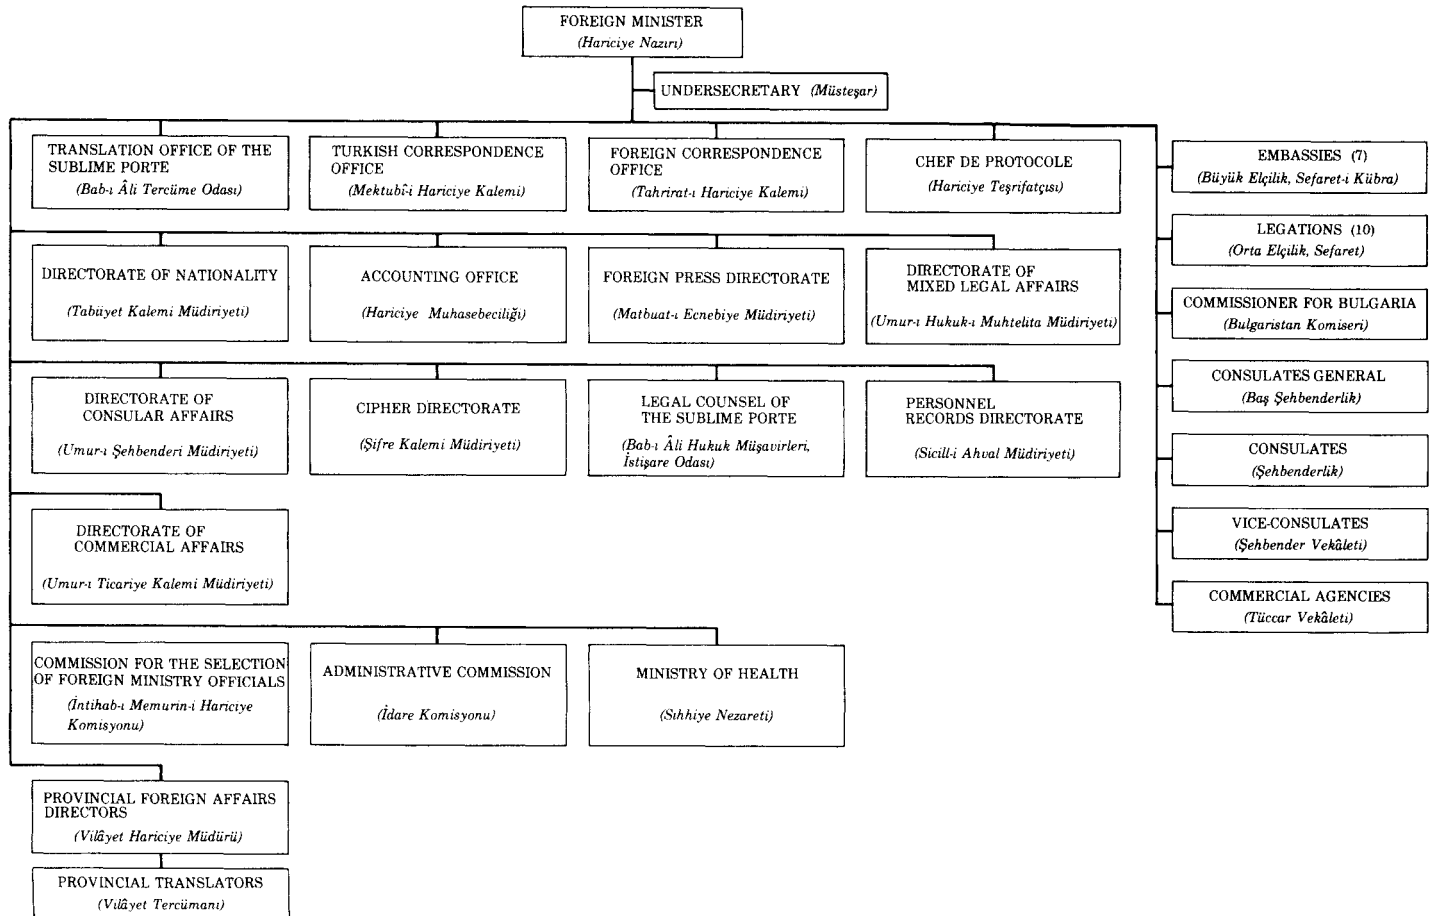 FOREIGN MINISTER
(Hariciye Nazırı)
UNDERSECRETARY (Müsteşar)
TRANSLATION OFFICE OF THE
SUBLIME PORTE
(Bab-ı Âli Tercüme Odası)
TURKISH CORRESPONDENCE
OFFICE
(Mektubî-i Hariciye Kalemi)
FOREIGN CORRESPONDENCE
OFFICE
(Tahrirat-ı Hariciye Kalemi)
CHEF DE PROTOCOLE
(Hariciye Teşrifatçısı)
DIRECTORATE OF NATIONALITY
(Tabiiyet Kalemi Müdiriyeti)
ACCOUNTING OFFICE
(Hariciye Muhasebeciliği)
FOREIGN PRESS DIRECTORATE
(Matbuat-ı Ecnebiye Müdiriyeti)
DIRECTORATE OF
MIXED LEGAL AFFAIRS
(Umur-ı Hukuk-ı Muhtelita Müdiriyeti)
DIRECTORATE OF
CONSULAR AFFAIRS
(Umur-ı Şehbenderi Müdiriyeti)
CIPHER DIRECTORATE
(Şifre Kalemi Müdiriyeti)
LEGAL COUNSEL OF
THE SUBLIME PORTE
(Bab-ı Âli Hukuk Müşavirleri,
İstişare Odası)
PERSONNEL
RECORDS DIRECTORATE
(Sicill-i Ahval Müdiriyeti)
DIRECTORATE OF
COMMERCIAL AFFAIRS
(Umur-ı Ticariye Kalemi Müdiriyeti)
COMMISSION FOR THE SELECTION
OF FOREIGN MINISTRY OFFICIALS
(İntihab-ı Memurin-i Hariciye
Komisyonu)
ADMINISTRATIVE COMMISSION
(İdare Komisyonu)
MINISTRY OF HEALTH
(Sıhhiye Nezareti)
PROVINCIAL FOREIGN AFFAIRS
DIRECTORS
(Vilâyet Hariciye Müdürü)
PROVINCIAL TRANSLATORS
(Vilâyet Tercümanı)
EMBASSIES (7)
(Büyük Elçilik, Sefaret-i Kübra)
LEGATIONS (10)
(Orta Elçilik, Sefaret)
COMMISSIONER FOR BULGARIA
(Bulgaristan Komiseri)
CONSULATES GENERAL
(Baş Şehbenderlik)
CONSULATES
(Şehbenderlik)
VICE-CONSULATES
(Şehbender Vekâleti)
COMMERCIAL AGENCIES
(Tüccar Vekâleti)